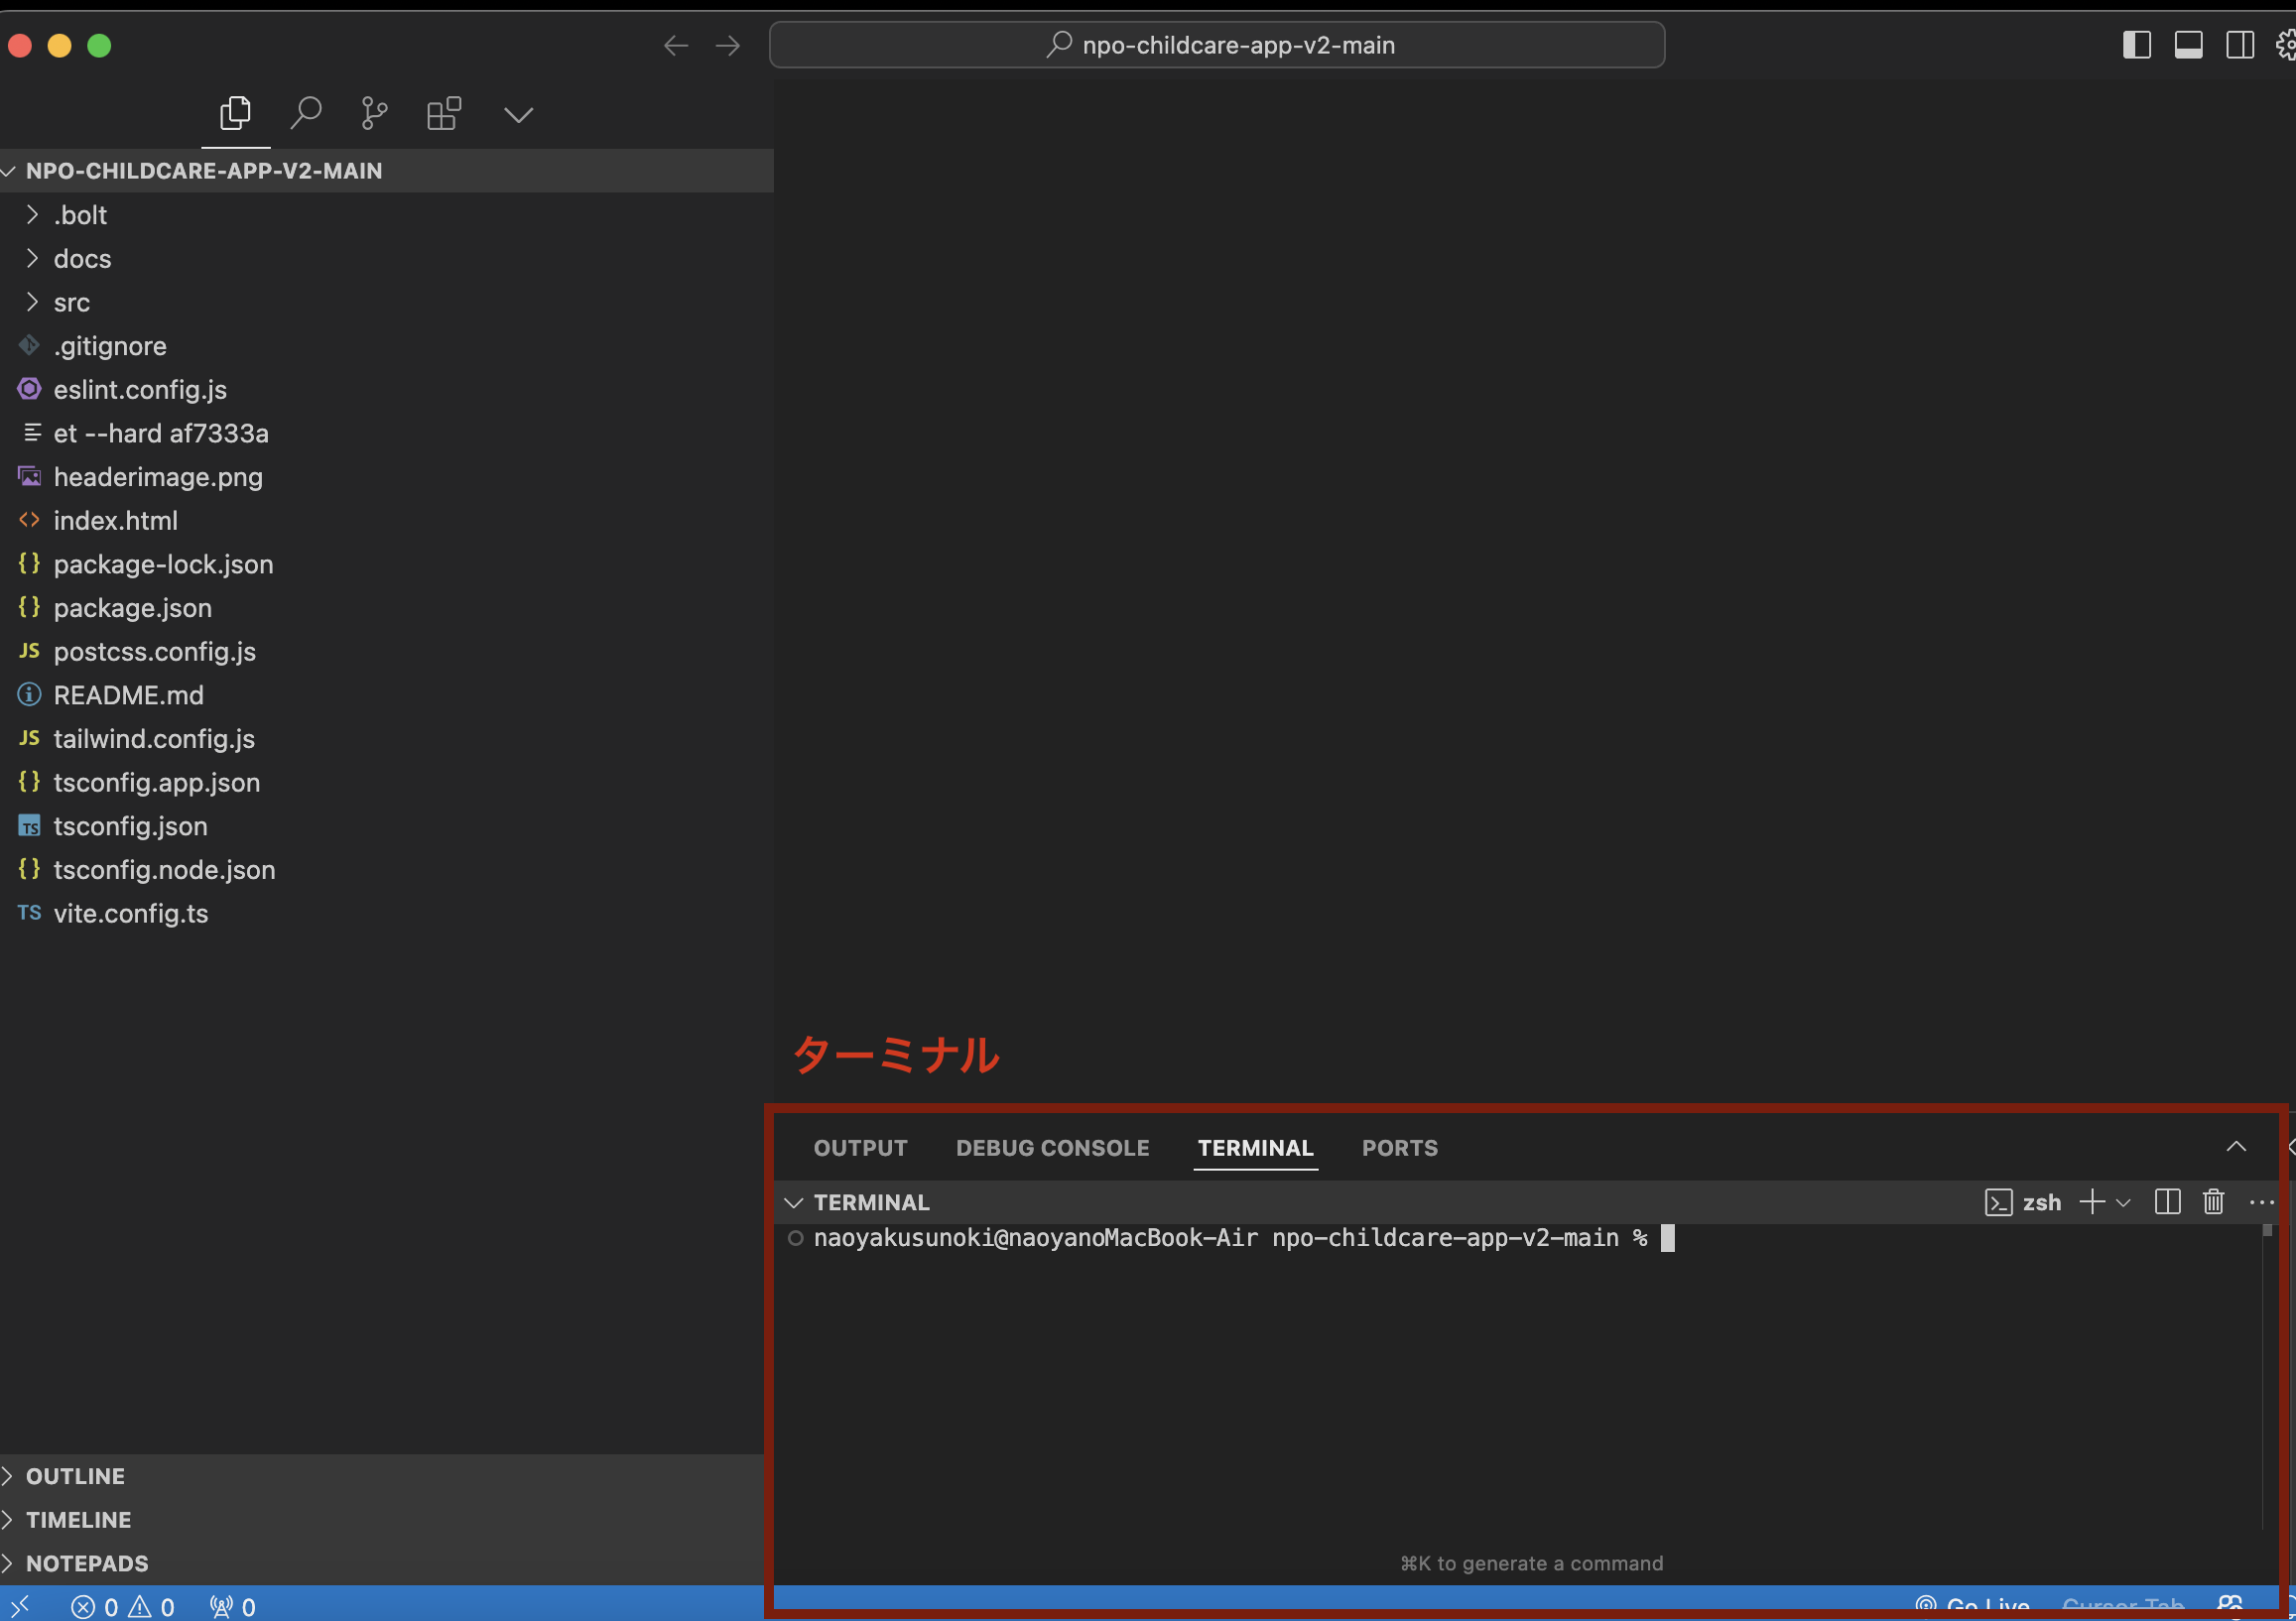 npo-childcare-app-v2-main
NPO-CHILDCARE-APP-V2-MAIN
.bolt
docs
src
.gitignore
eslint.config.js
et --hard af7333a
headerimage.png
index.html
{} package-lock.json
{} package.json
JS postcss.config.js
README.md
JS tailwind.config.js
{} tsconfig.app.json
TS tsconfig.json
{} tsconfig.node.json
TS vite.config.ts
ターミナル
OUTPUT DEBUG CONSOLE TERMINAL PORTS
TERMINAL
zsh
naoyakusunoki@naoyanoMacBook-Air npo-childcare-app-v2-main %
⌘K to generate a command
OUTLINE
TIMELINE
NOTEPADS
0 0 0
Go Live Cursor Tab